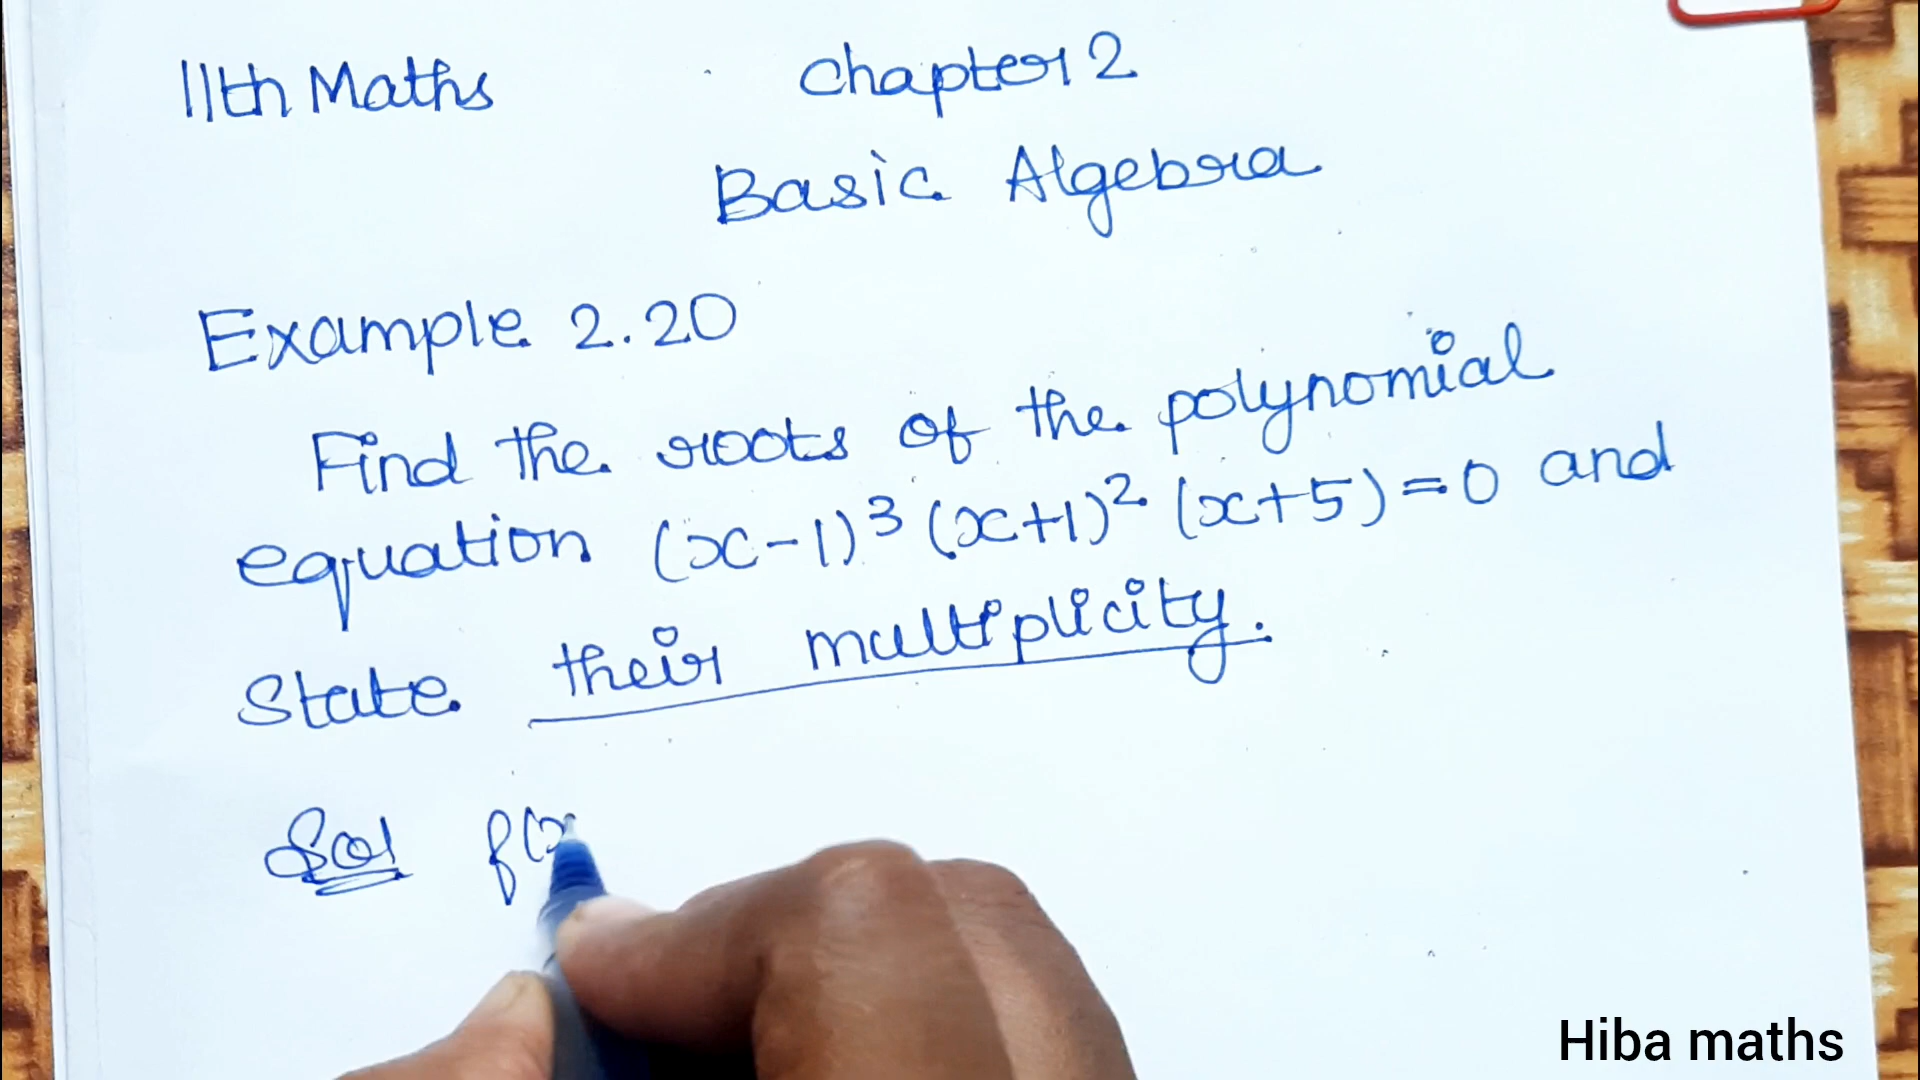 11th Maths Chapter 2
Basic Algebra
Example 2.20
Find the roots of the polynomial
equation (x-1)³ (x+1)² (x+5)=0 and
State their multiplicity.
Sol f(x
Hiba maths